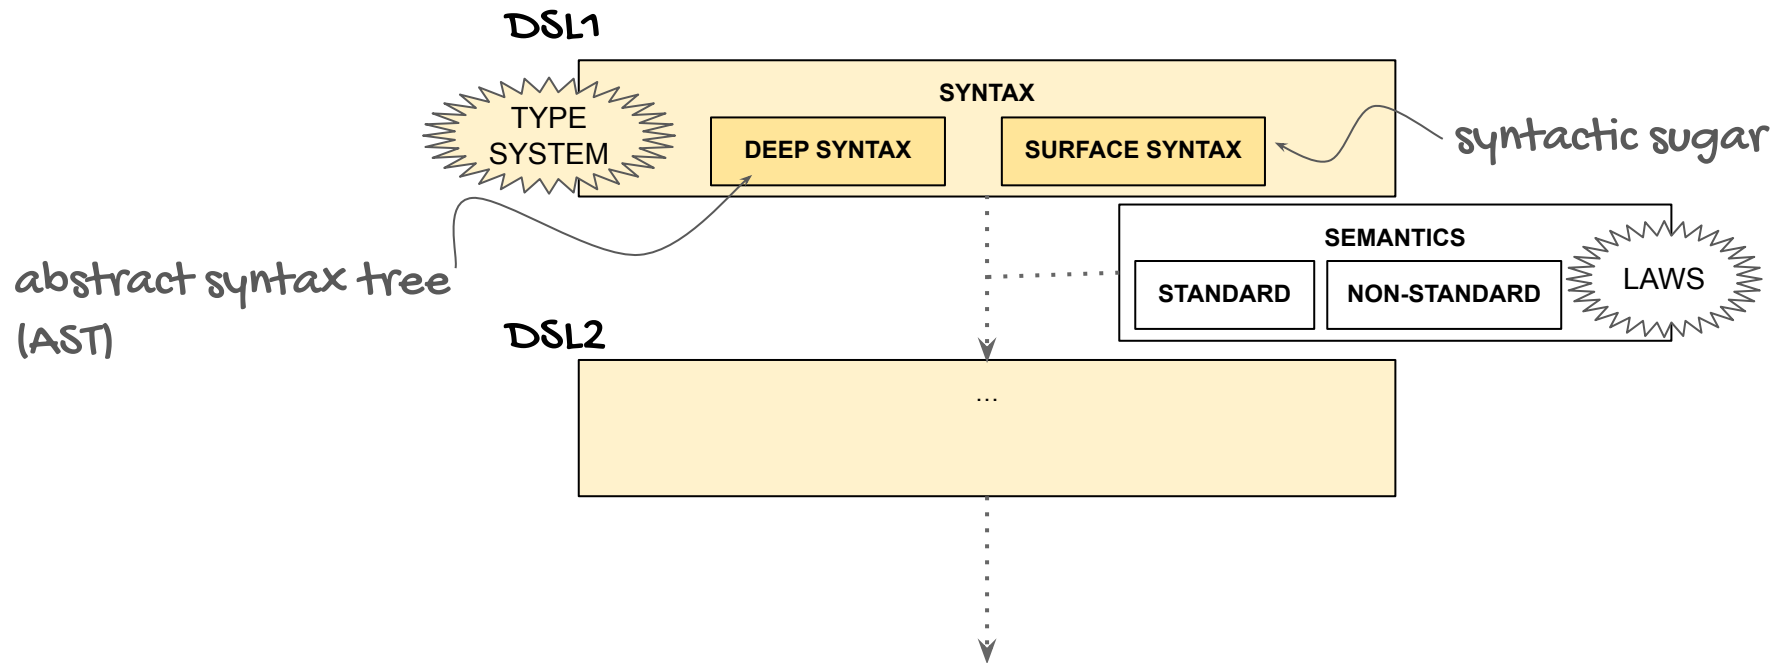 DSL1
SYNTAX
TYPE
SYSTEM
DEEP SYNTAX
SURFACE SYNTAX
syntactic sugar
SEMANTICS
STANDARD
NON-STANDARD
LAWS
abstract syntax tree
(AST)
DSL2
...